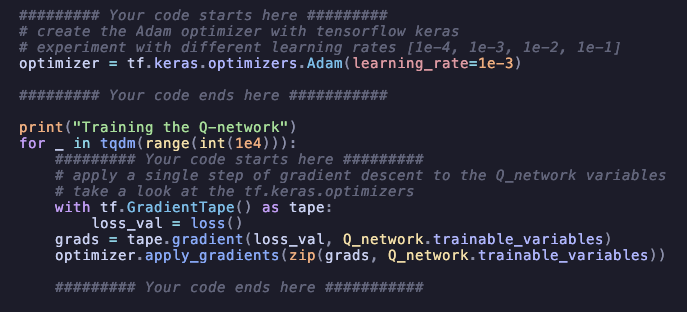 ######### Your code starts here #########
# create the Adam optimizer with tensorflow keras
# experiment with different learning rates [1e-4, 1e-3, 1e-2, 1e-1]
optimizer = tf.keras.optimizers.Adam(learning_rate=1e-3)
######### Your code ends here ###########
print("Training the Q-network")
for _ in tqdm(range(int(1e4))):
######### Your code starts here #########
# apply a single step of gradient descent to the Q_network variables
# take a look at the tf.keras.optimizers
with tf.GradientTape() as tape:
loss_val = loss()
grads = tape.gradient(loss_val, Q_network.trainable_variables)
optimizer.apply_gradients(zip(grads, Q_network.trainable_variables))
######### Your code ends here ###########